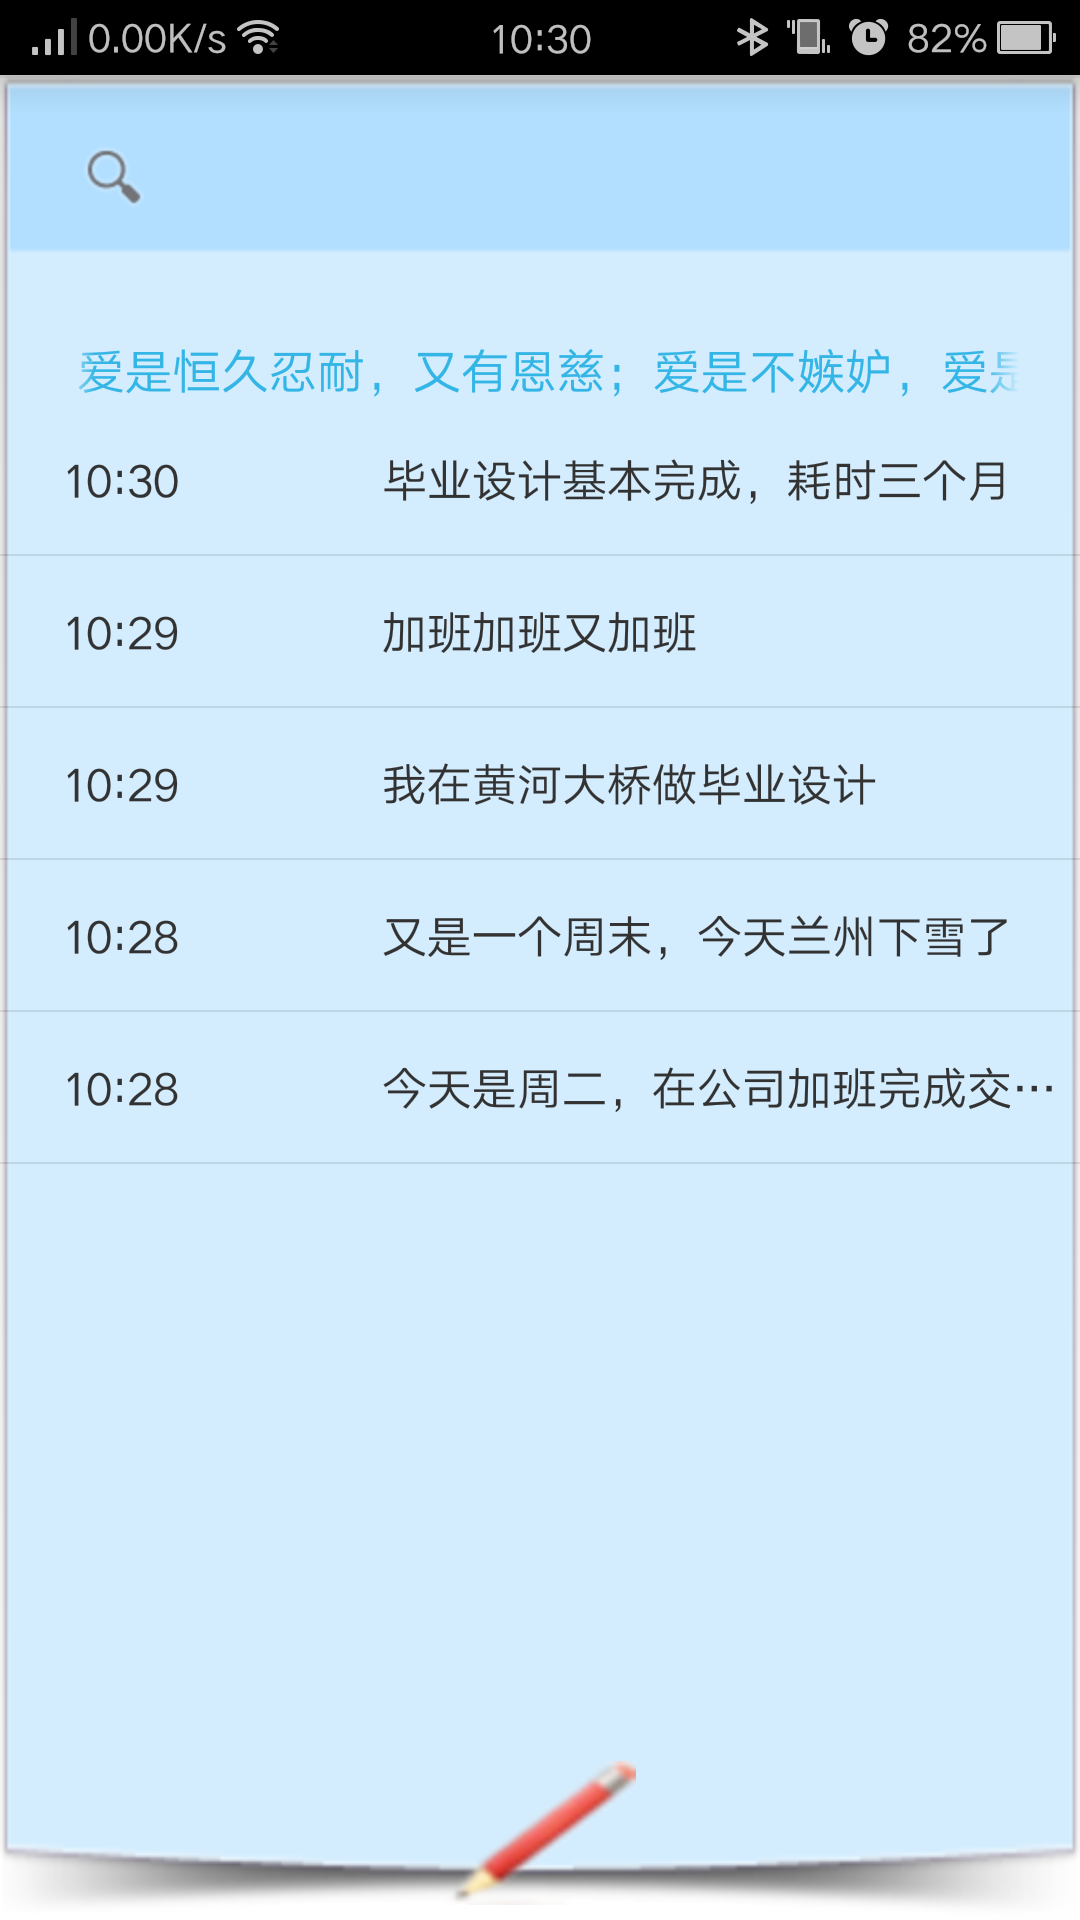 0.00K/s 10:30 82%
爱是恒久忍耐，又有恩慈；爱是不嫉妒，爱是
10:30 毕业设计基本完成，耗时三个月
10:29 加班加班又加班
10:29 我在黄河大桥做毕业设计
10:28 又是一个周末，今天兰州下雪了
10:28 今天是周二，在公司加班完成交…